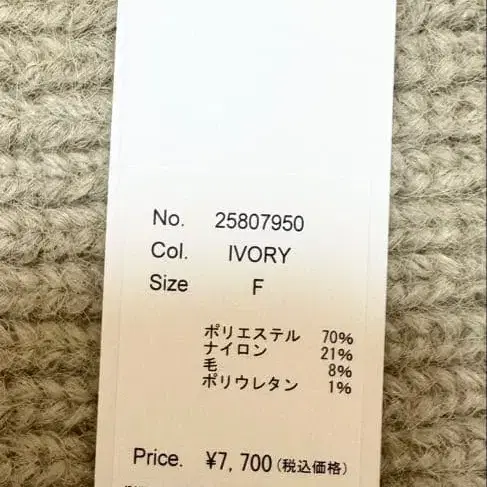 No. 25807950
Col. IVORY
Size F
ポリエステル 70%
ナイロン 21%
毛 8%
ポリウレタン 1%
Price. ¥7,700(税込価格)